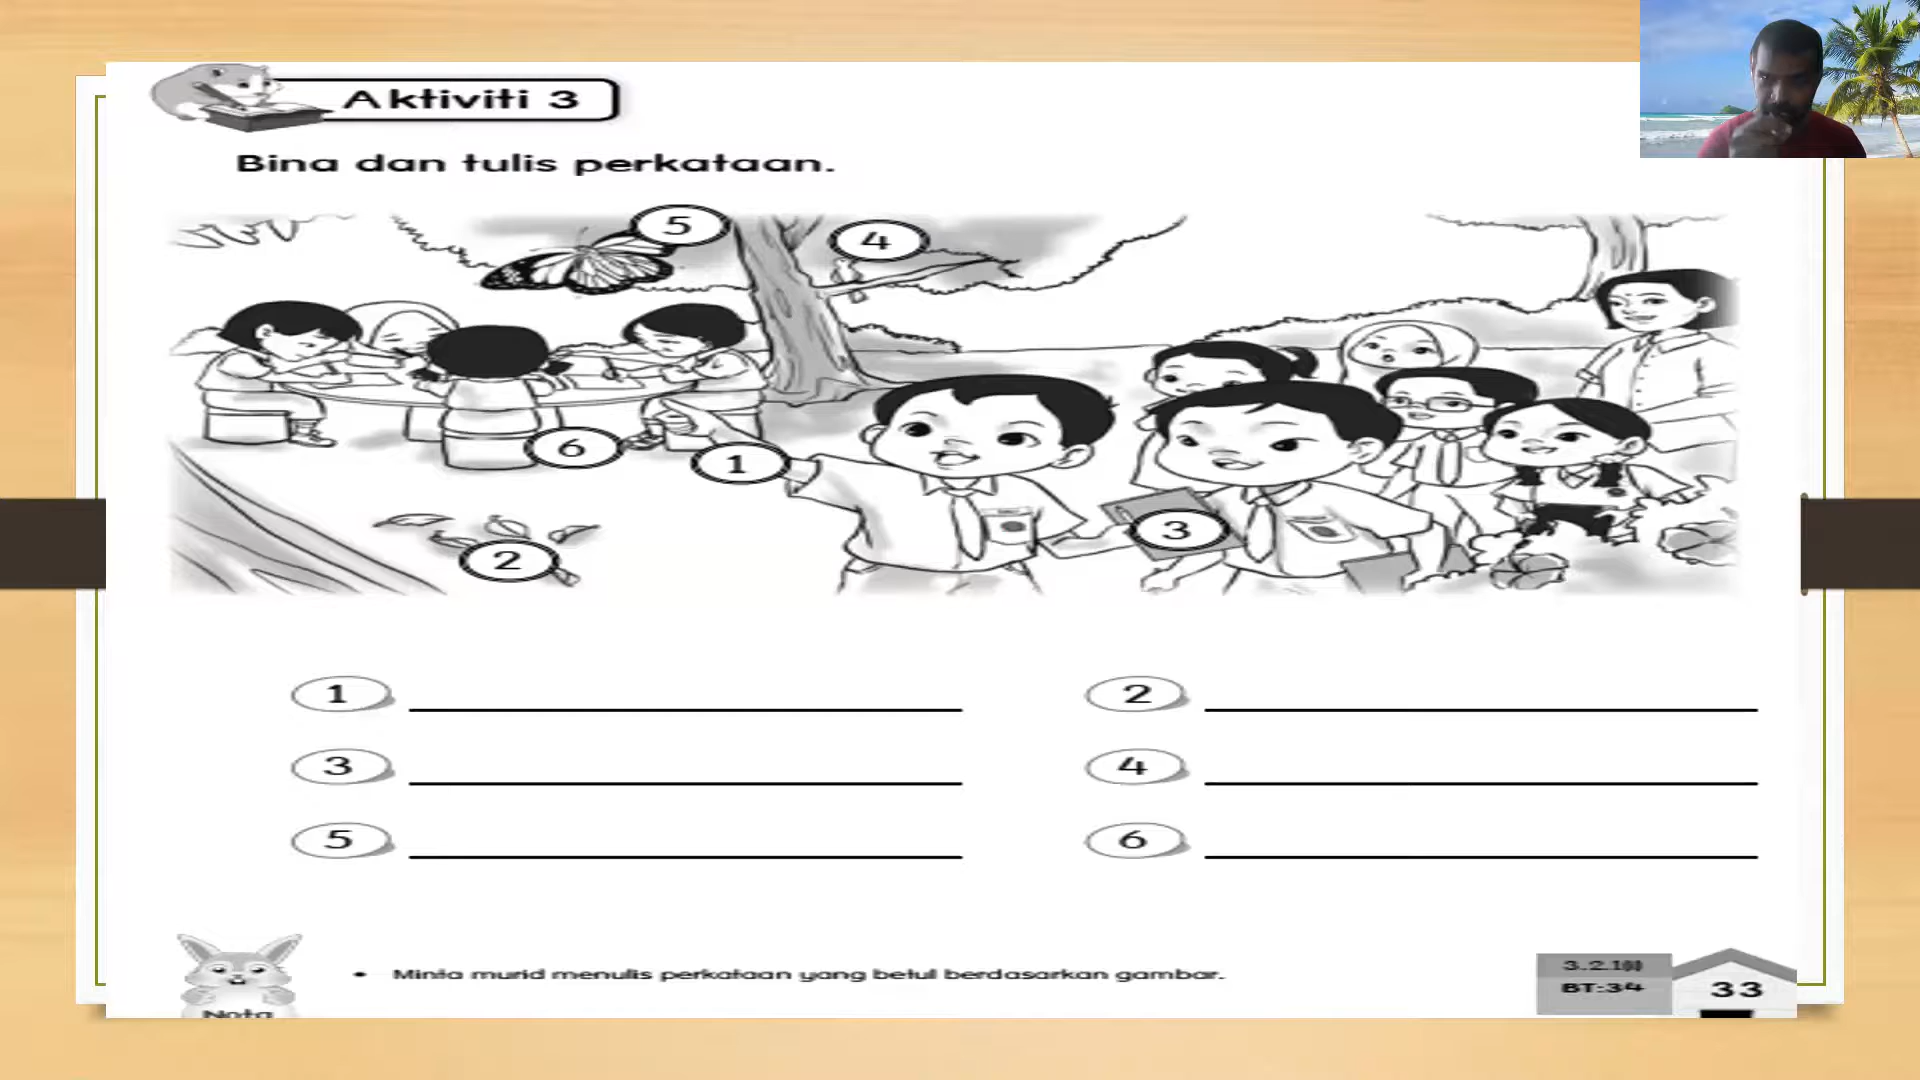 Aktiviti 3
Bina dan tulis perkataan.
5
4
6
1
3
2
1
2
3
4
5
6
• Minta murid menulis perkataan yang betul berdasarkan gambar.
Nota
3.2.1(i)
BT:34
33